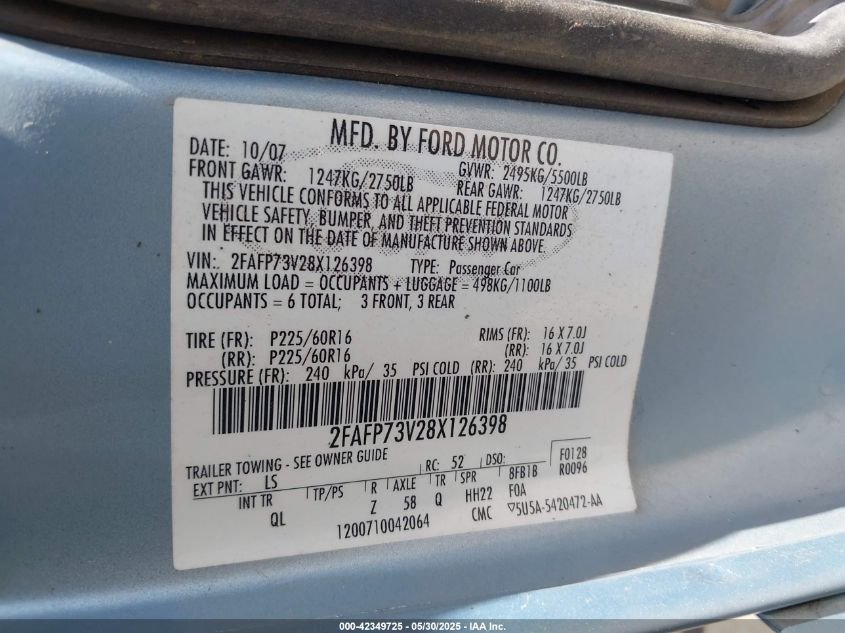 MFD. BY FORD MOTOR CO.
DATE: 10/07 GVWR: 2495KG/5500LB
FRONT GAWR: 1247KG/2750LB REAR GAWR: 1247KG/2750LB
THIS VEHICLE CONFORMS TO ALL APPLICABLE FEDERAL MOTOR
VEHICLE SAFETY, BUMPER, AND THEFT PREVENTION STANDARDS
IN EFFECT ON THE DATE OF MANUFACTURE SHOWN ABOVE.
VIN: 2FAFP73V28X126398 TYPE: Passenger Car
MAXIMUM LOAD = OCCUPANTS + LUGGAGE = 498KG/1100LB
OCCUPANTS = 6 TOTAL; 3 FRONT, 3 REAR
TIRE (FR): P225/60R16 RIMS (FR): 16 X 7.0J
(RR): P225/60R16 (RR): 16 X 7.0J
PRESSURE (FR): 240 kPa/ 35 PSI COLD (RR): 240 kPa/ 35 PSI COLD
2FAFP73V28X126398
TRAILER TOWING - SEE OWNER GUIDE
EXT PNT: LS RC: 52 DSO: F0128
R0096
INT TR TP/PS R AXLE TR SPR 8FB1B
QL Z 58 Q HH22 FOA
1200710042064 CMC ▽5U5A-5420472-AA
000-42349725 - 05/30/2025 - IAA Inc.